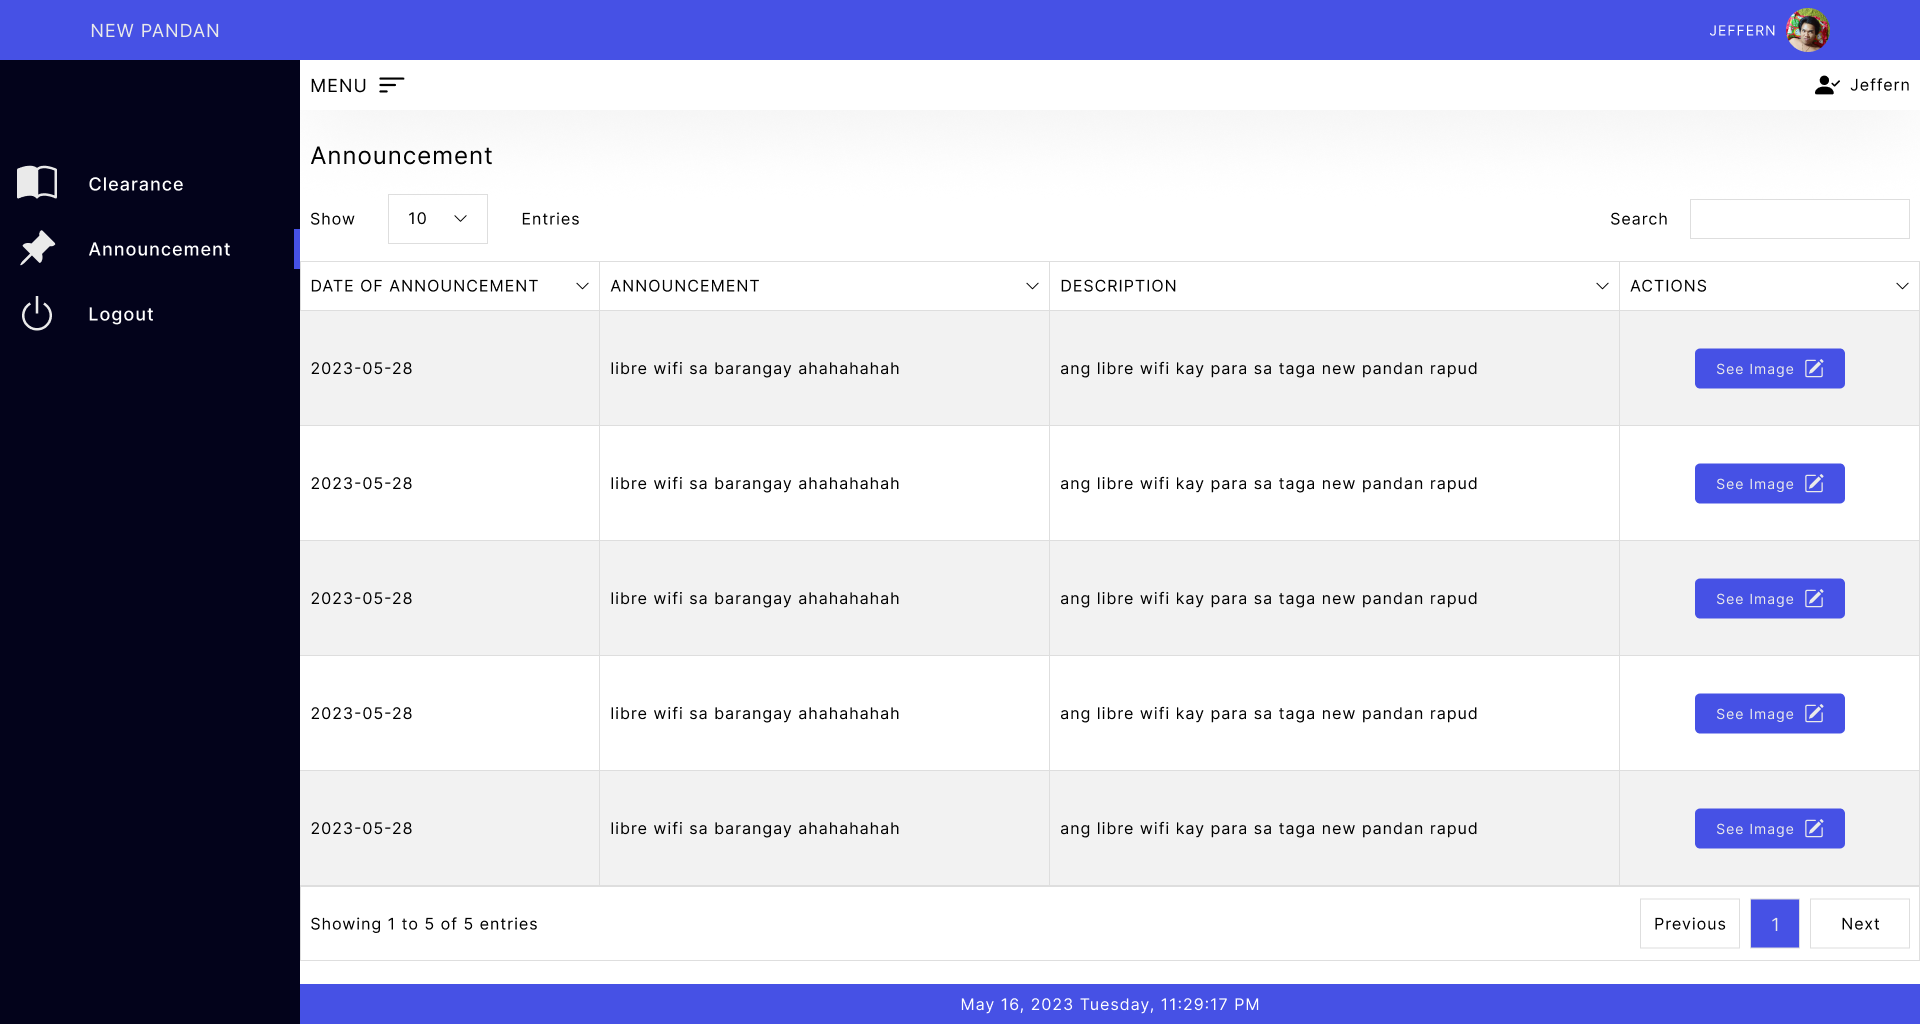 NEW PANDAN
JEFFERN
MENU
Jeffern
Clearance
Announcement
Logout
Announcement
Show 10 Entries
Search
DATE OF ANNOUNCEMENT ANNOUNCEMENT DESCRIPTION ACTIONS
2023-05-28 libre wifi sa barangay ahahahahah ang libre wifi kay para sa taga new pandan rapud See Image
2023-05-28 libre wifi sa barangay ahahahahah ang libre wifi kay para sa taga new pandan rapud See Image
2023-05-28 libre wifi sa barangay ahahahahah ang libre wifi kay para sa taga new pandan rapud See Image
2023-05-28 libre wifi sa barangay ahahahahah ang libre wifi kay para sa taga new pandan rapud See Image
2023-05-28 libre wifi sa barangay ahahahahah ang libre wifi kay para sa taga new pandan rapud See Image
Showing 1 to 5 of 5 entries
Previous 1 Next
May 16, 2023 Tuesday, 11:29:17 PM